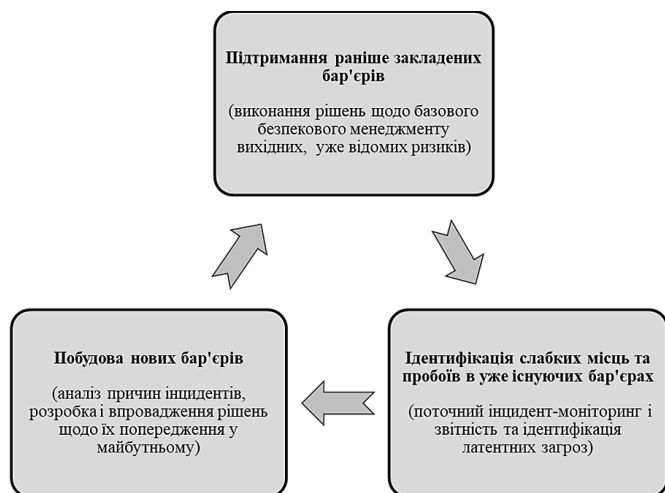 Підтримання раніше закладених
бар'єрів
(виконання рішень щодо базового
безпекового менеджменту
вихідних, уже відомих ризиків)
Побудова нових бар'єрів
(аналіз причин інцидентів,
розробка і впровадження рішень
щодо їх попередження у
майбутньому)
Ідентифікація слабких місць та
пробоїв в уже існуючих бар'єрах
(поточний інцидент-моніторинг і
звітність та ідентифікація
латентних загроз)